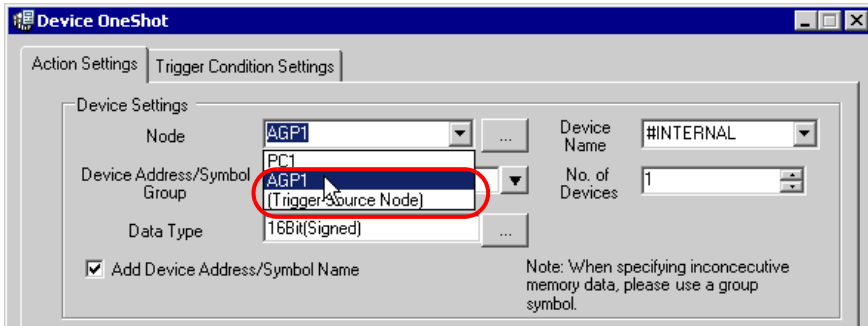 Device OneShot
Action Settings
Trigger Condition Settings
Device Settings
Node
AGP1
...
Device Name
#INTERNAL
PC1
AGP1
(Trigger Source Node)
Device Address/Symbol Group
No. of Devices
1
Data Type
16Bit(Signed)
...
Add Device Address/Symbol Name
Note: When specifying inconcecutive
memory data, please use a group
symbol.